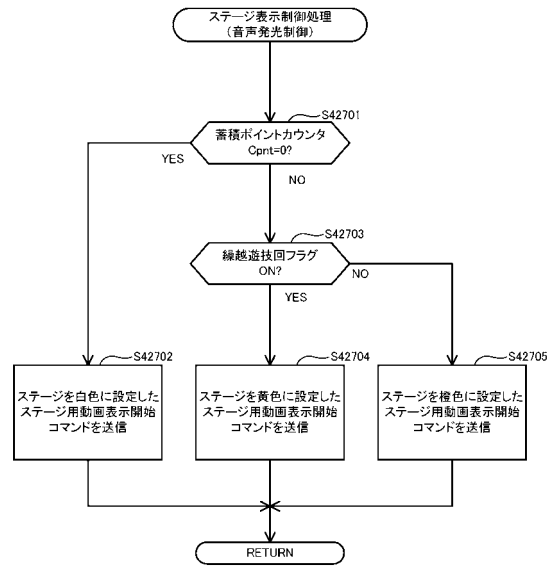 ステージ表示制御処理
（音声発光制御）
S42701
蓄積ポイントカウンタ
Cpnt=0?
YES
NO
S42703
繰越遊技回フラグ
ON?
NO
YES
S42702
ステージを白色に設定した
ステージ用動画表示開始
コマンドを送信
S42704
ステージを黄色に設定した
ステージ用動画表示開始
コマンドを送信
S42705
ステージを橙色に設定した
ステージ用動画表示開始
コマンドを送信
RETURN